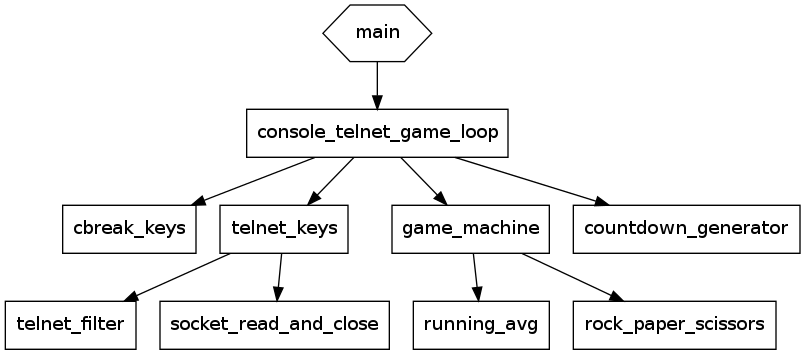 main
console_telnet_game_loop
cbreak_keys
telnet_keys
game_machine
countdown_generator
telnet_filter
socket_read_and_close
running_avg
rock_paper_scissors